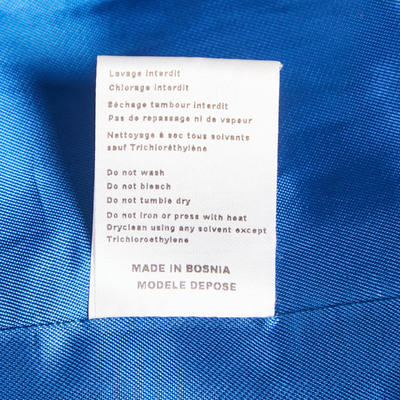 Lavage interdit
Chlorage interdit
Séchage tambour interdit
Pas de repassage ni de vapeur
Nettoyage à sec tous solvants
sauf Trichloréthylène
Do not wash
Do not bleach
Do not tumble dry
Do not iron or press with heat
Dryclean using any solvent except
Trichloroethylene
MADE IN BOSNIA
MODELE DEPOSE